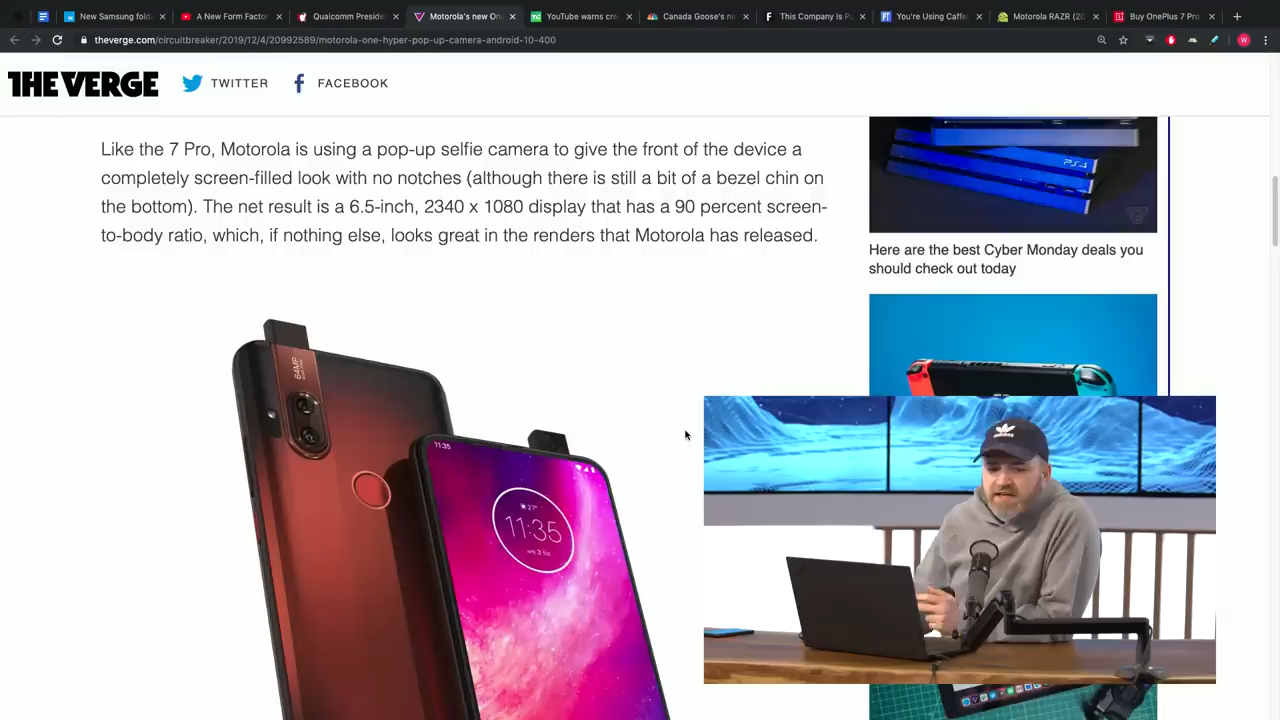 New Samsung fold
A New Form Factor
Qualcomm Preside
Motorola's new On
YouTube warns cre
Canada Goose's ne
This Company Is P
You're Using Caffe
Motorola RAZR (20
Buy OnePlus 7 Pro
theverge.com/circuitbreaker/2019/12/4/20992589/motorola-one-hyper-pop-up-camera-android-10-400
THE VERGE
TWITTER
FACEBOOK
Like the 7 Pro, Motorola is using a pop-up selfie camera to give the front of the device a
completely screen-filled look with no notches (although there is still a bit of a bezel chin on
the bottom). The net result is a 6.5-inch, 2340 x 1080 display that has a 90 percent screen-
to-body ratio, which, if nothing else, looks great in the renders that Motorola has released.
PS4
Here are the best Cyber Monday deals you
should check out today
64MP
11:35
27°
11:35
adidas